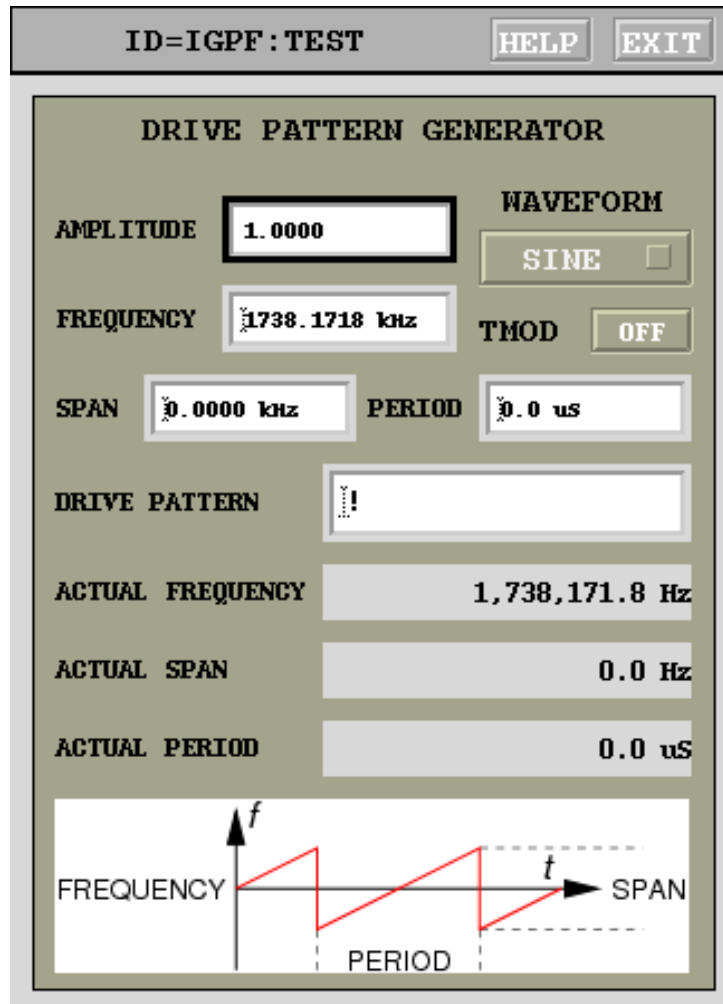 ID=IGPF:TEST HELP EXIT
DRIVE PATTERN GENERATOR
WAVEFORM
AMPLITUDE 1.0000
SINE
FREQUENCY 1738.1718 kHz
TMOD OFF
SPAN 0.0000 kHz PERIOD 0.0 uS
DRIVE PATTERN !
ACTUAL FREQUENCY 1,738,171.8 Hz
ACTUAL SPAN 0.0 Hz
ACTUAL PERIOD 0.0 uS
f
t
FREQUENCY SPAN
PERIOD